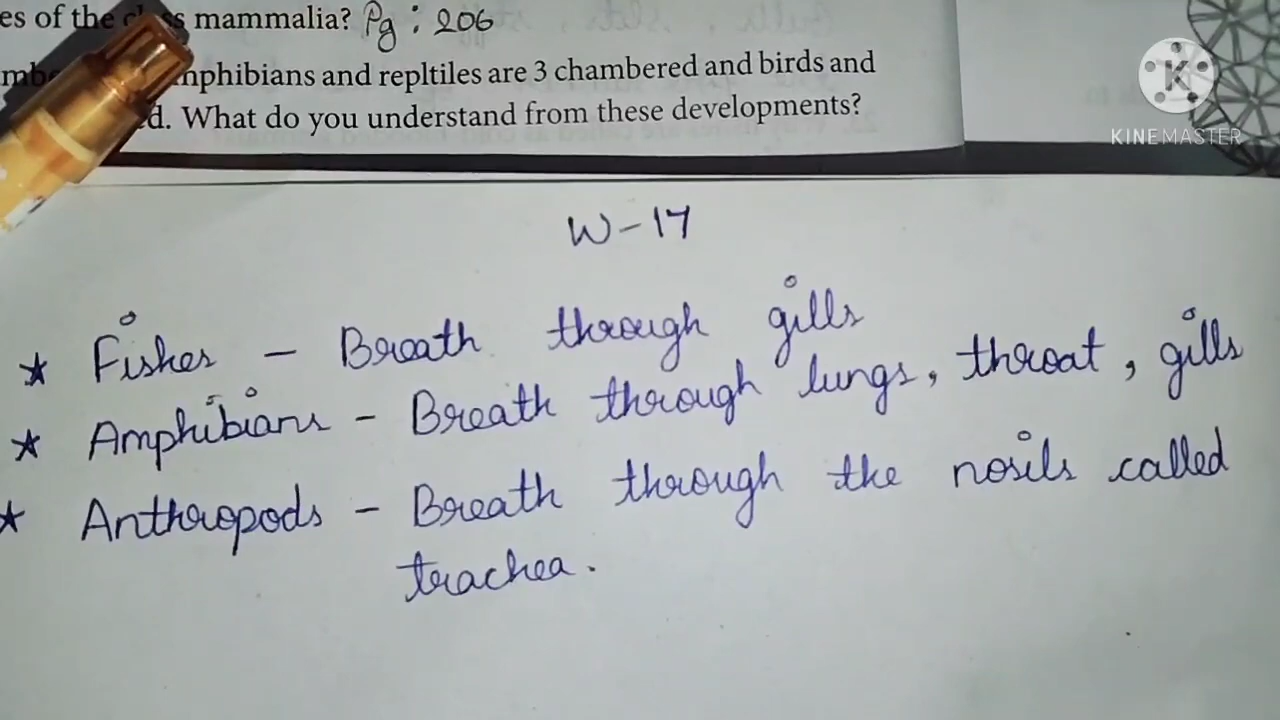 es of the class mammalia? Pg : 206
mphibians and repltiles are 3 chambered and birds and
d. What do you understand from these developments?
KINEMASTER
W-17
★ Fishes - Breath through gills
★ Amphibians - Breath through lungs, throat, gills
★ Anthropods - Breath through the nosils called
trachea.